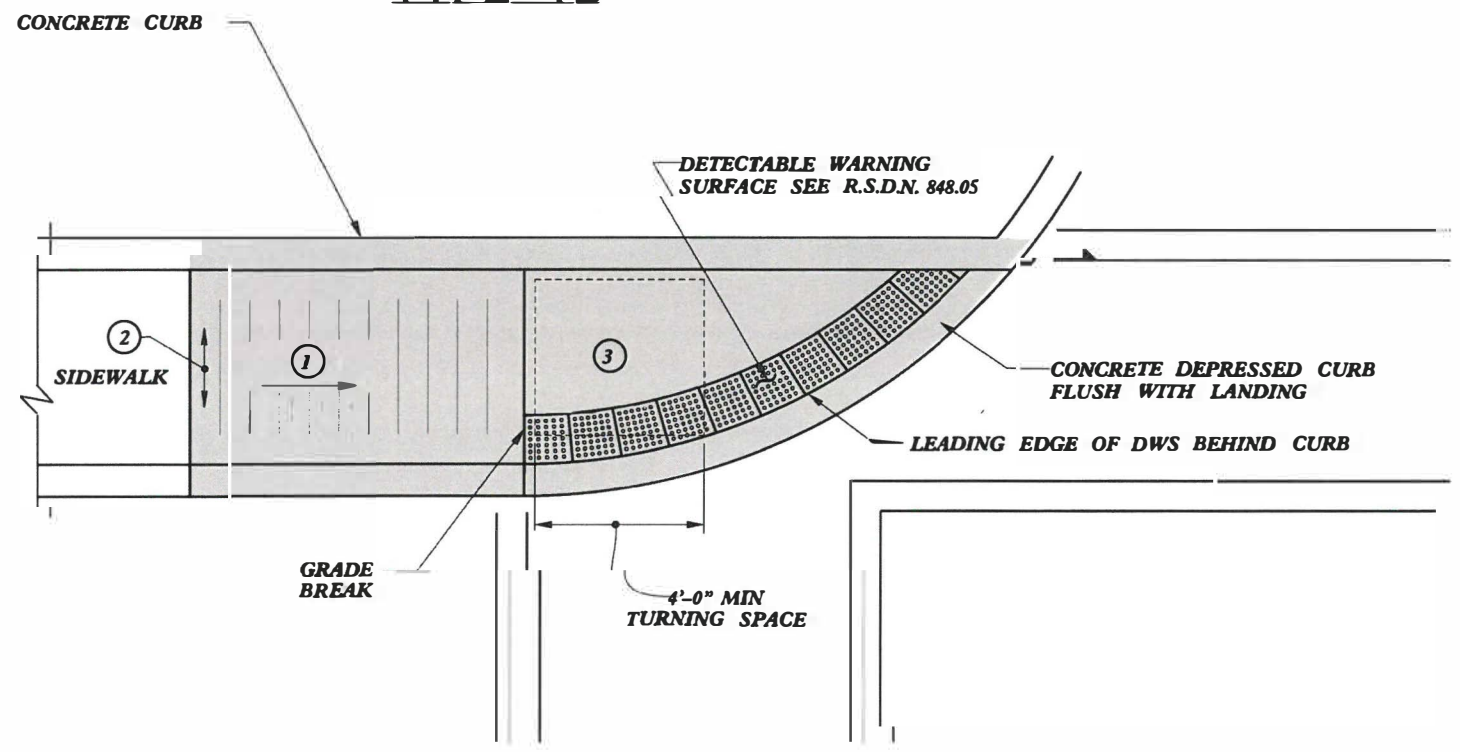 CONCRETE CURB
DETECTABLE WARNING
SURFACE SEE R.S.D.N. 848.05
2
SIDEWALK
1
3
CONCRETE DEPRESSED CURB
FLUSH WITH LANDING
LEADING EDGE OF DWS BEHIND CURB
GRADE
BREAK
4'-0" MIN
TURNING SPACE